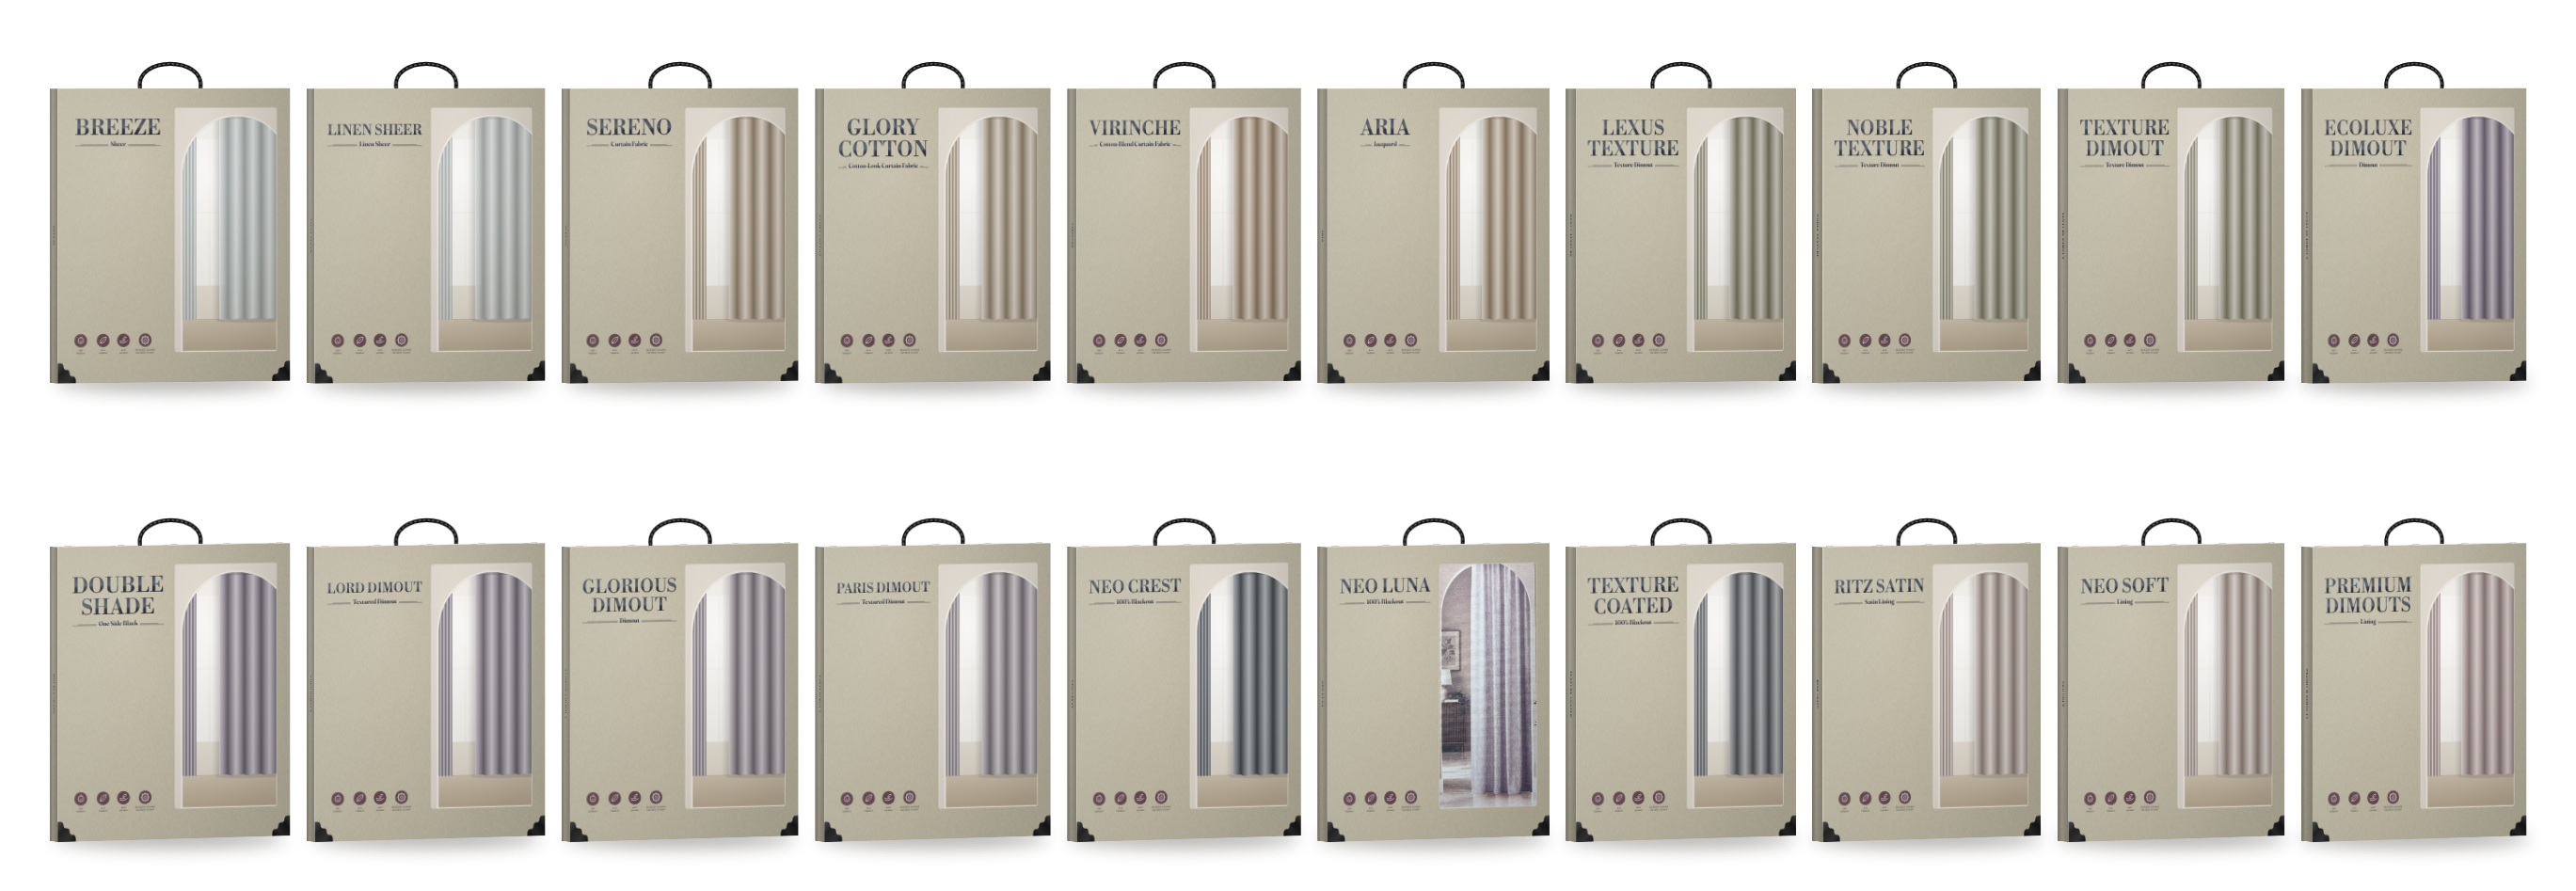 BREEZE
Sheer
LINEN SHEER
Linen Sheer
SERENO
Curtain Fabric
GLORY
COTTON
Cotton Look Curtain Fabric
VIRINCHE
Cotton Blend Curtain Fabric
ARIA
Jacquard
LEXUS
TEXTURE
Texture Dimout
NOBLE
TEXTURE
Texture Dimout
TEXTURE
DIMOUT
Texture Dimout
ECOLUXE
DIMOUT
Dimout
DOUBLE
SHADE
One Side Black
LORD DIMOUT
Textured Dimout
GLORIOUS
DIMOUT
Dimout
PARIS DIMOUT
Textured Dimout
NEO CREST
100% Blackout
NEO LUNA
100% Blackout
TEXTURE
COATED
100% Blackout
RITZ SATIN
Satin Lining
NEO SOFT
Lining
PREMIUM
DIMOUTS
Lining